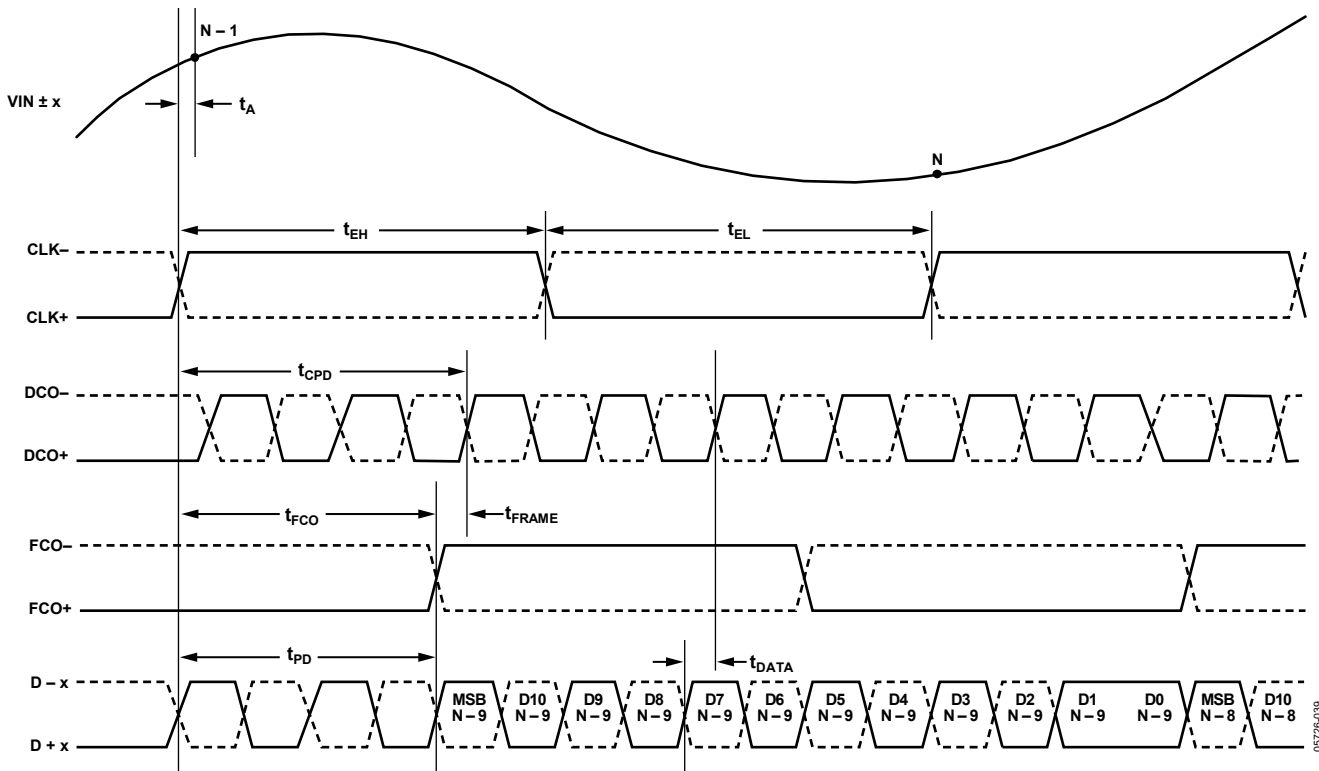 N – 1
VIN ± x
tA
N
tEH
tEL
CLK–
CLK+
tCPD
DCO–
DCO+
tFCO
tFRAME
FCO–
FCO+
tPD
tDATA
D – x
MSB D10 D9 D8 D7 D6 D5 D4 D3 D2 D1 D0 MSB D10
N – 9 N – 9 N – 9 N – 9 N – 9 N – 9 N – 9 N – 9 N – 9 N – 9 N – 9 N – 9 N – 8 N – 8
D + x
05726-039